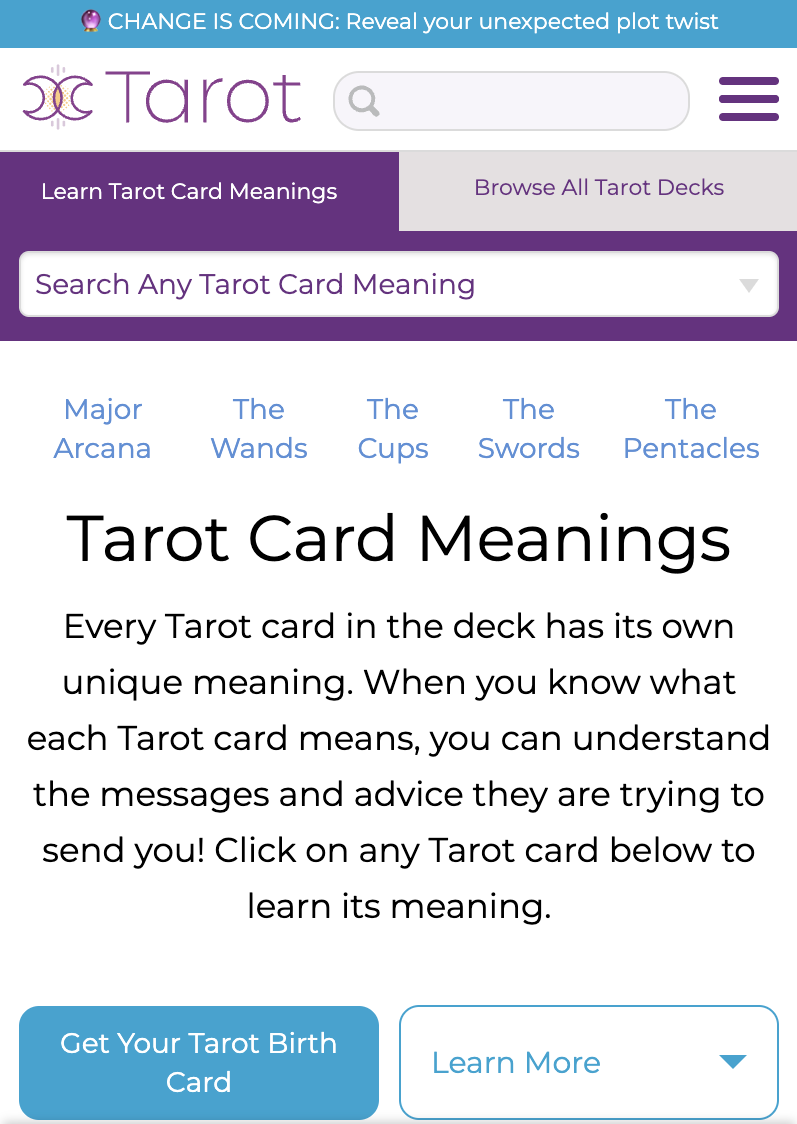 CHANGE IS COMING: Reveal your unexpected plot twist
Tarot
Learn Tarot Card Meanings
Browse All Tarot Decks
Search Any Tarot Card Meaning
Major Arcana
The Wands
The Cups
The Swords
The Pentacles
Tarot Card Meanings
Every Tarot card in the deck has its own
unique meaning. When you know what
each Tarot card means, you can understand
the messages and advice they are trying to
send you! Click on any Tarot card below to
learn its meaning.
Get Your Tarot Birth
Card
Learn More